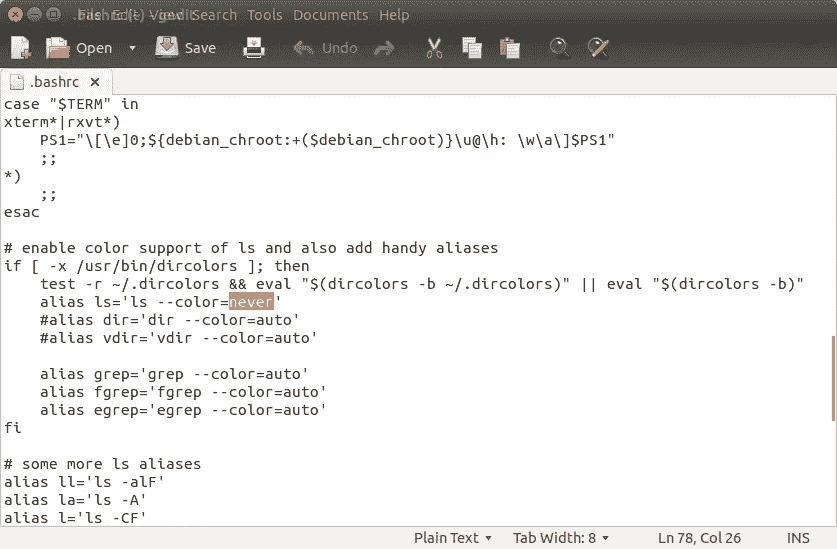 .bashrc (~) - gedit
File Edit View Search Tools Documents Help
Open Save Undo
.bashrc
case "$TERM" in
xterm*|rxvt*)
    PS1="\[\e]0;${debian_chroot:+($debian_chroot)}\u@\h: \w\a\]$PS1"
    ;;
*)
    ;;
esac
# enable color support of ls and also add handy aliases
if [ -x /usr/bin/dircolors ]; then
    test -r ~/.dircolors && eval "$(dircolors -b ~/.dircolors)" || eval "$(dircolors -b)"
    alias ls='ls --color=never'
    #alias dir='dir --color=auto'
    #alias vdir='vdir --color=auto'
    alias grep='grep --color=auto'
    alias fgrep='fgrep --color=auto'
    alias egrep='egrep --color=auto'
fi
# some more ls aliases
alias ll='ls -alF'
alias la='ls -A'
alias l='ls -CF'
Plain Text Tab Width: 8 Ln 78, Col 26 INS